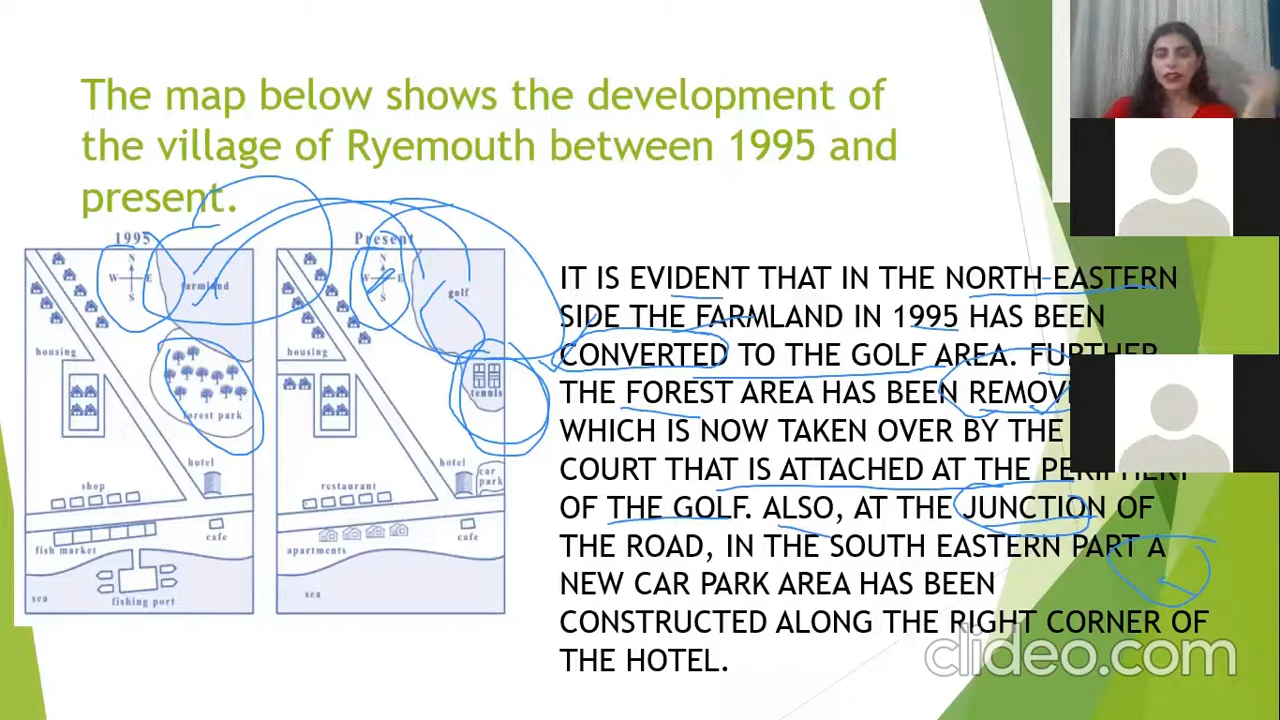 The map below shows the development of
the village of Ryemouth between 1995 and
present.
1995
N
W E
S
farmland
housing
forest park
hotel
shop
fish market
cafe
sea
fishing port
Present
N
W E
S
golf
housing
tennis
hotel
car
park
restaurant
apartments
cafe
sea
IT IS EVIDENT THAT IN THE NORTH-EASTERN
SIDE THE FARMLAND IN 1995 HAS BEEN
CONVERTED TO THE GOLF AREA. FURTHER
THE FOREST AREA HAS BEEN
WHICH IS NOW TAKEN OVER BY THE
COURT THAT IS ATTACHED AT THE
OF THE GOLF. ALSO, AT THE JUNCTION OF
THE ROAD, IN THE SOUTH EASTERN PART A
NEW CAR PARK AREA HAS BEEN
CONSTRUCTED ALONG THE RIGHT CORNER OF
THE HOTEL.
clideo.com